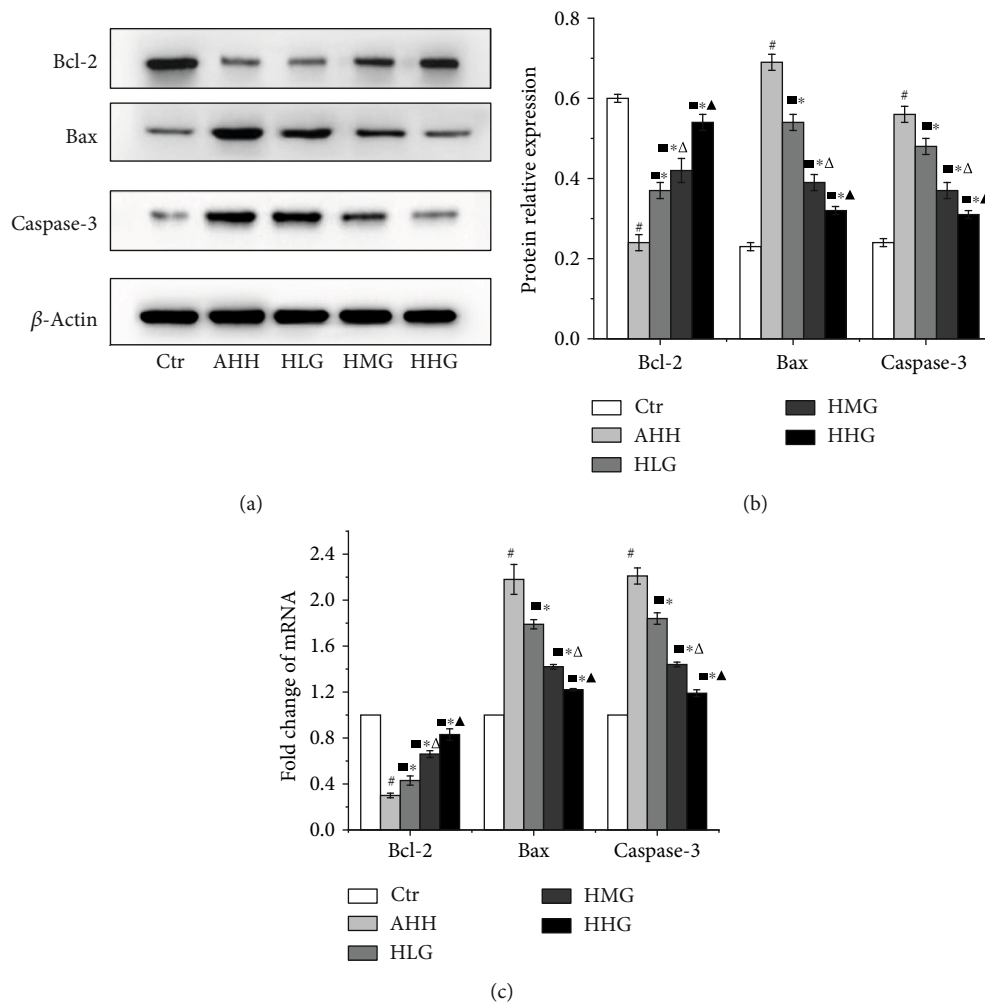 Bcl-2
Bax
Caspase-3
β-Actin
Ctr AHH HLG HMG HHG
(a)
Protein relative expression
0.8
0.6
0.4
0.2
0.0
#
■*
■*Δ
■*▲
#
■*
■*Δ
■*▲
#
■*
■*Δ
■*▲
Bcl-2 Bax Caspase-3
Ctr
AHH
HLG
HMG
HHG
(b)
Fold change of mRNA
2.4
2.0
1.6
1.2
0.8
0.4
0.0
#
■*
■*Δ
■*▲
#
■*
■*Δ
■*▲
#
■*
■*Δ
■*▲
Bcl-2 Bax Caspase-3
Ctr
AHH
HLG
HMG
HHG
(c)